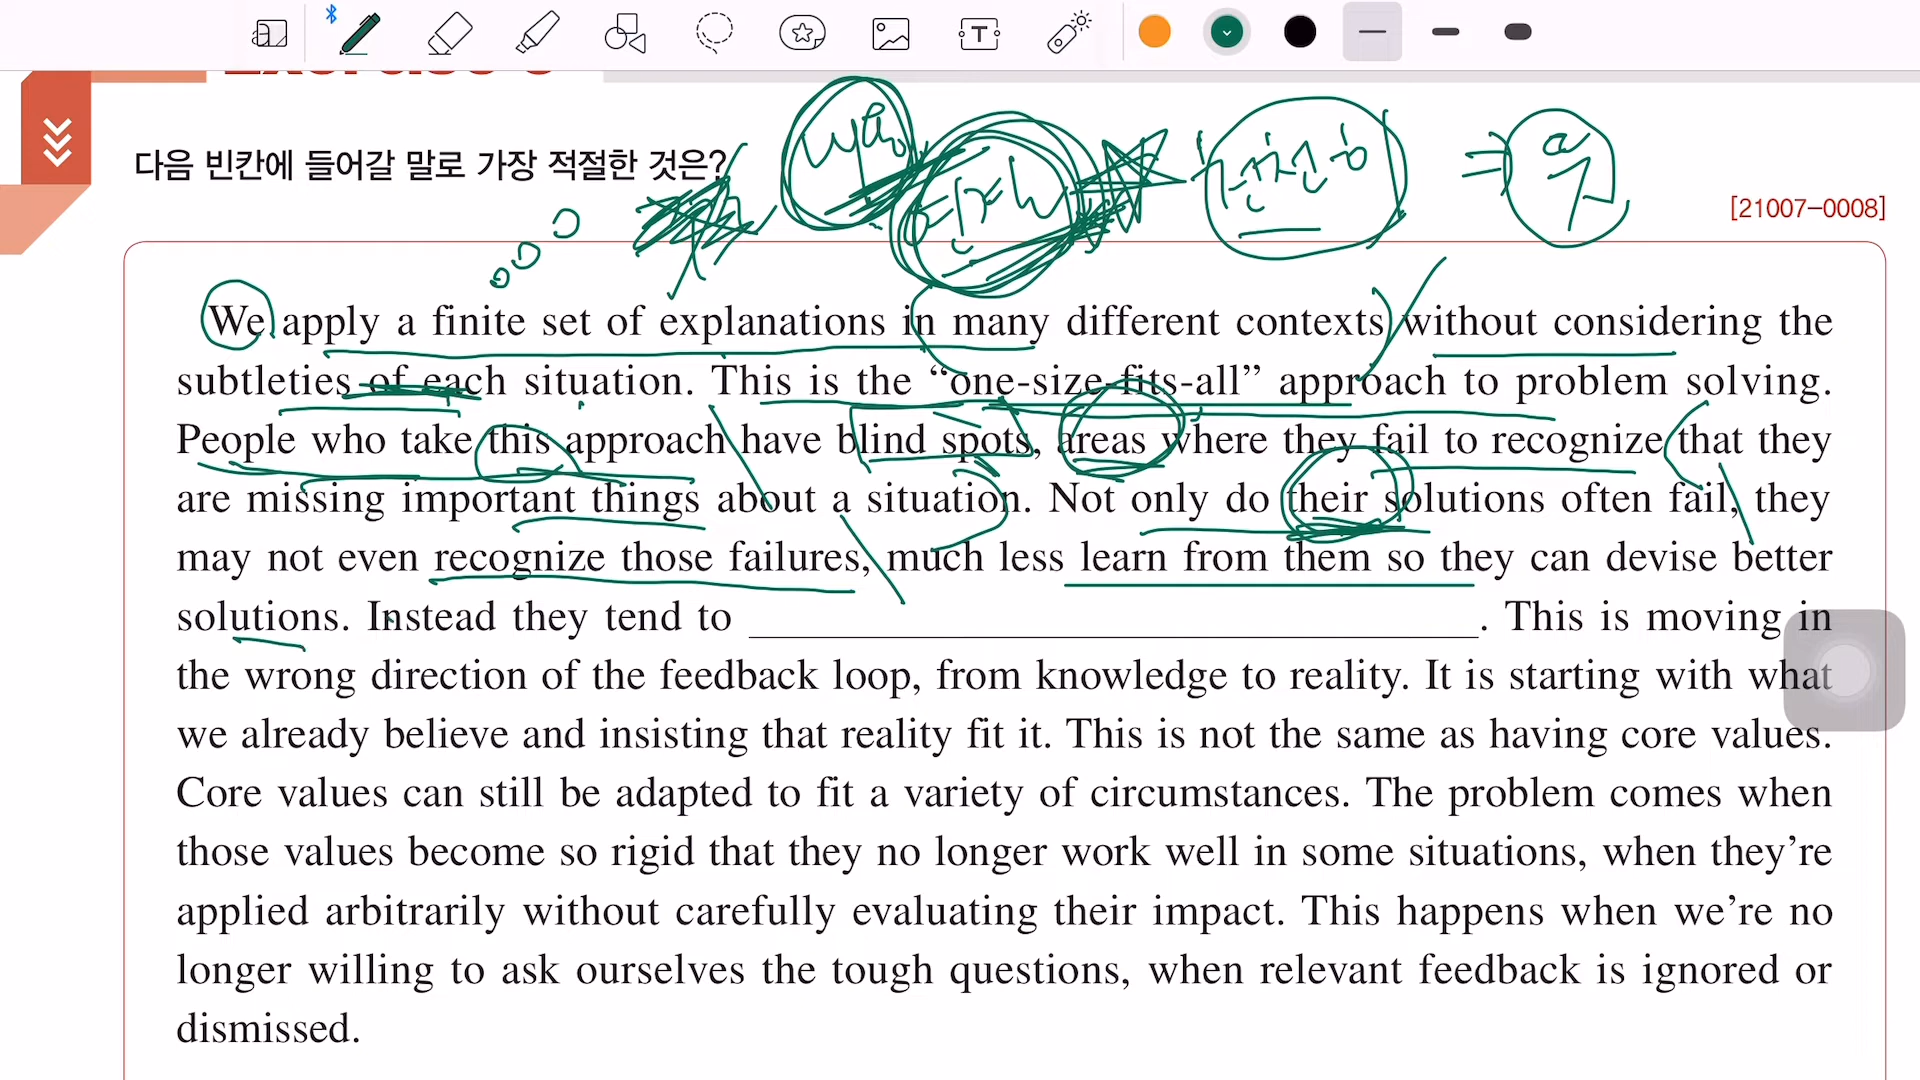 다음 빈칸에 들어갈 말로 가장 적절한 것은?
[21007-0008]
We apply a finite set of explanations in many different contexts without considering the
subtleties of each situation. This is the “one-size-fits-all” approach to problem solving.
People who take this approach have blind spots, areas where they fail to recognize that they
are missing important things about a situation. Not only do their solutions often fail, they
may not even recognize those failures, much less learn from them so they can devise better
solutions. Instead they tend to ______. This is moving in
the wrong direction of the feedback loop, from knowledge to reality. It is starting with what
we already believe and insisting that reality fit it. This is not the same as having core values.
Core values can still be adapted to fit a variety of circumstances. The problem comes when
those values become so rigid that they no longer work well in some situations, when they’re
applied arbitrarily without carefully evaluating their impact. This happens when we’re no
longer willing to ask ourselves the tough questions, when relevant feedback is ignored or
dismissed.